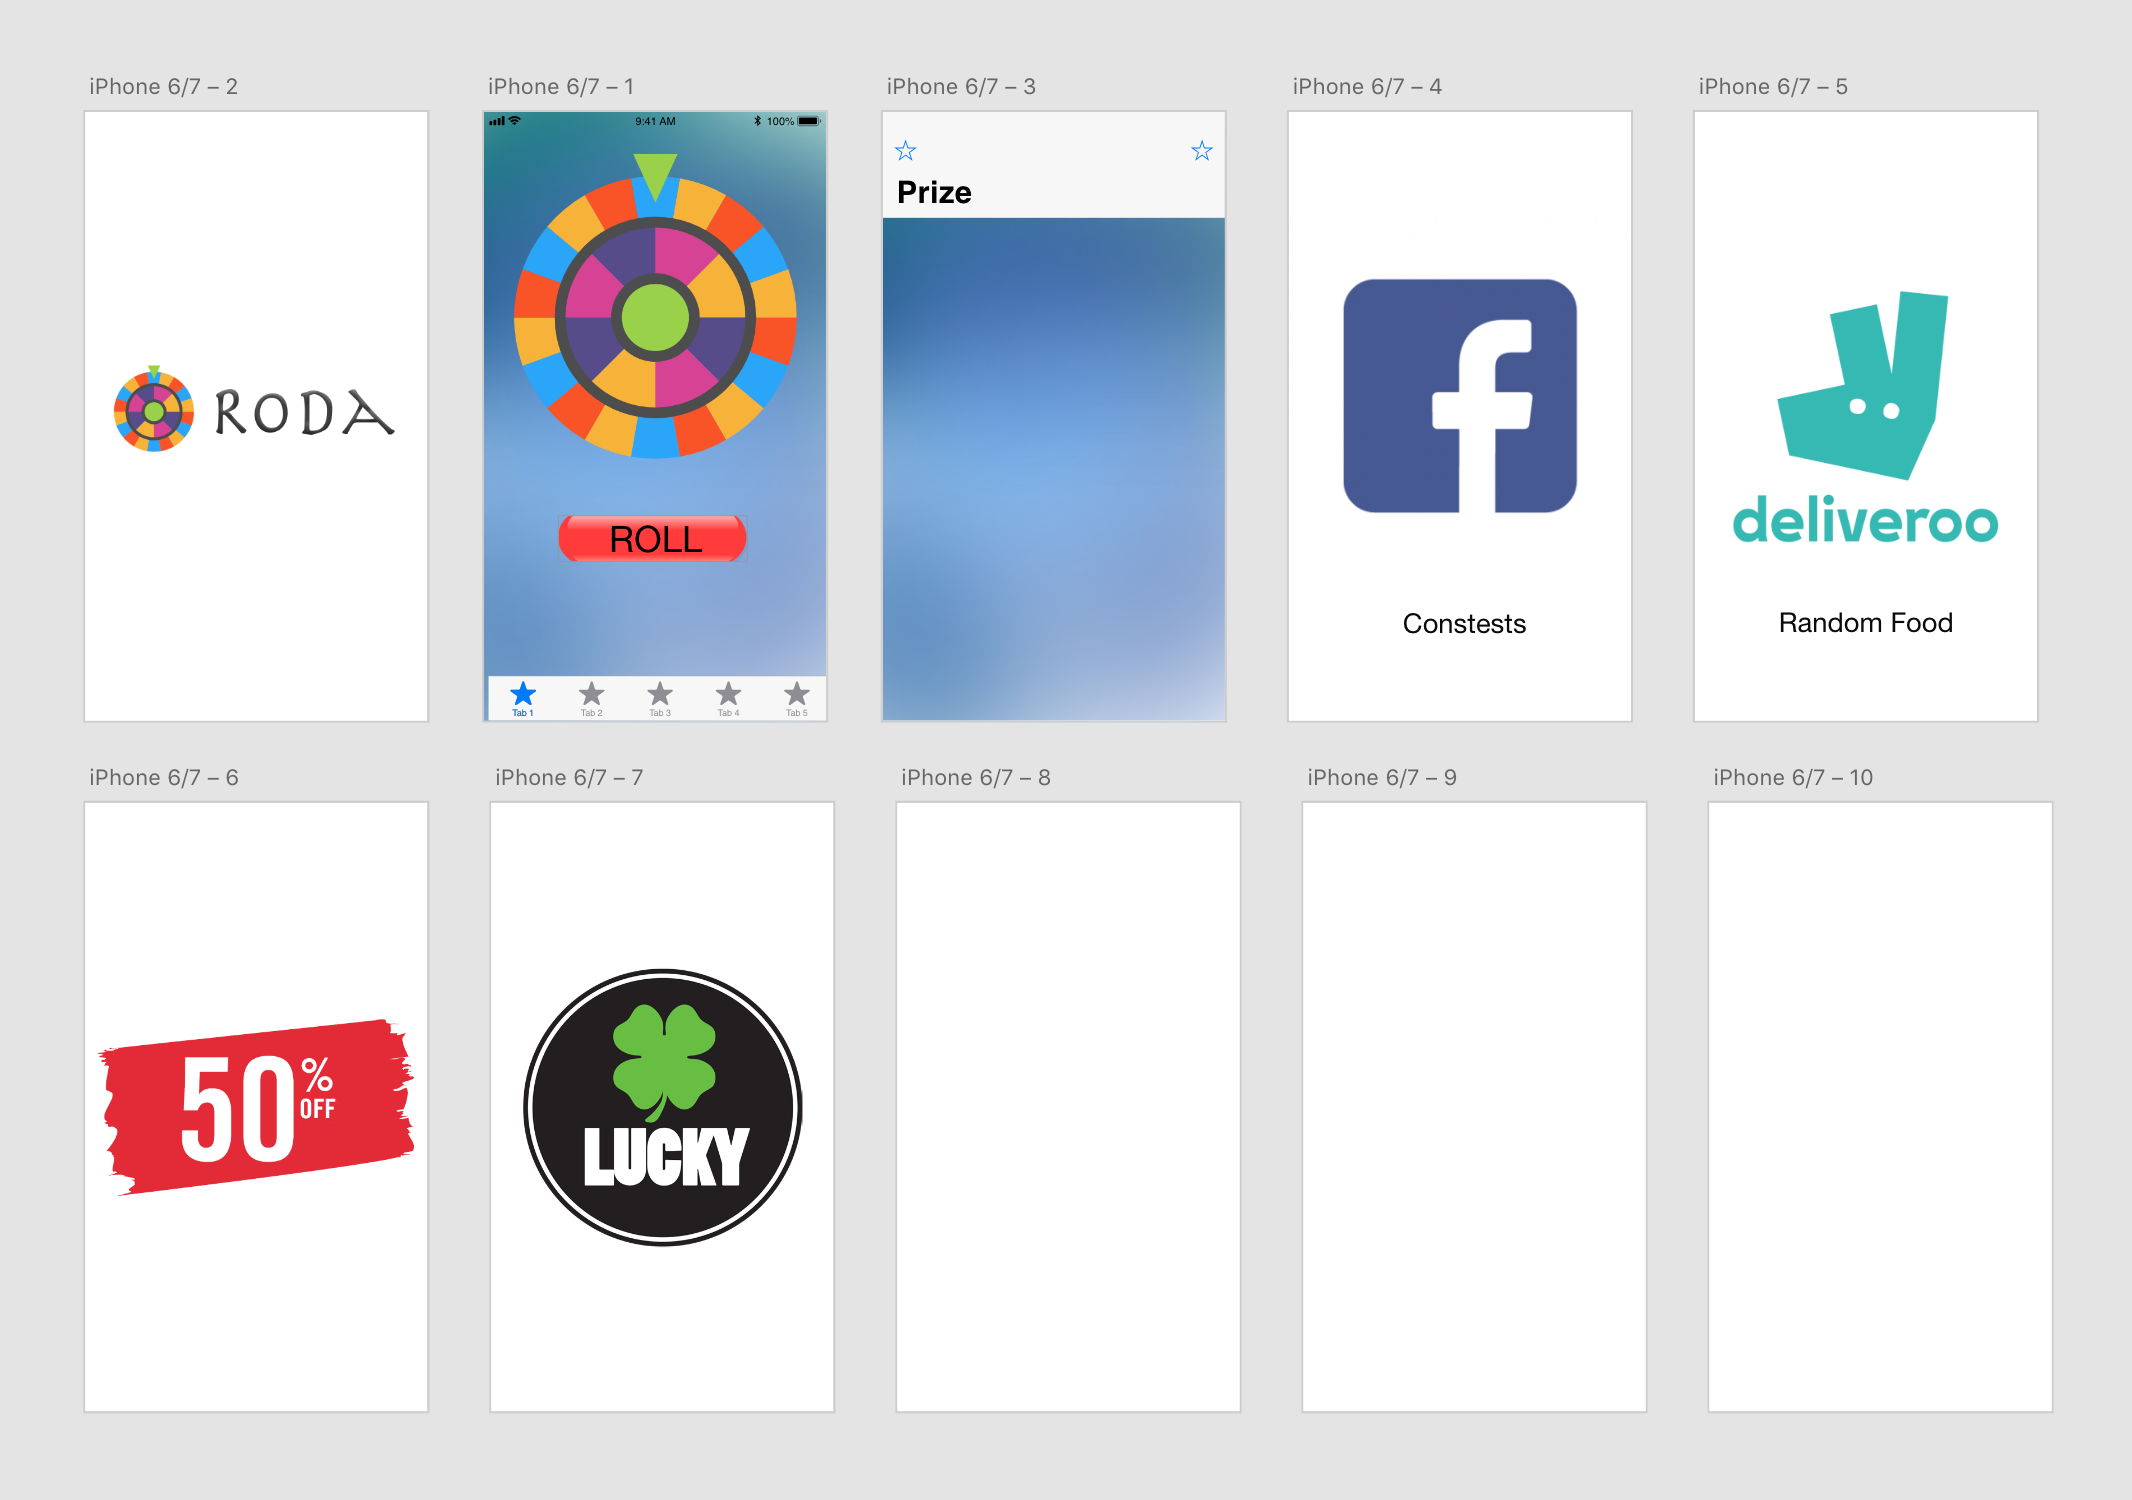 iPhone 6/7 – 2
iPhone 6/7 – 1
iPhone 6/7 – 3
iPhone 6/7 – 4
iPhone 6/7 – 5
RODA
9:41 AM
100%
ROLL
Tab 1
Tab 2
Tab 3
Tab 4
Tab 5
Prize
Constests
deliveroo
Random Food
iPhone 6/7 – 6
iPhone 6/7 – 7
iPhone 6/7 – 8
iPhone 6/7 – 9
iPhone 6/7 – 10
50% OFF
LUCKY